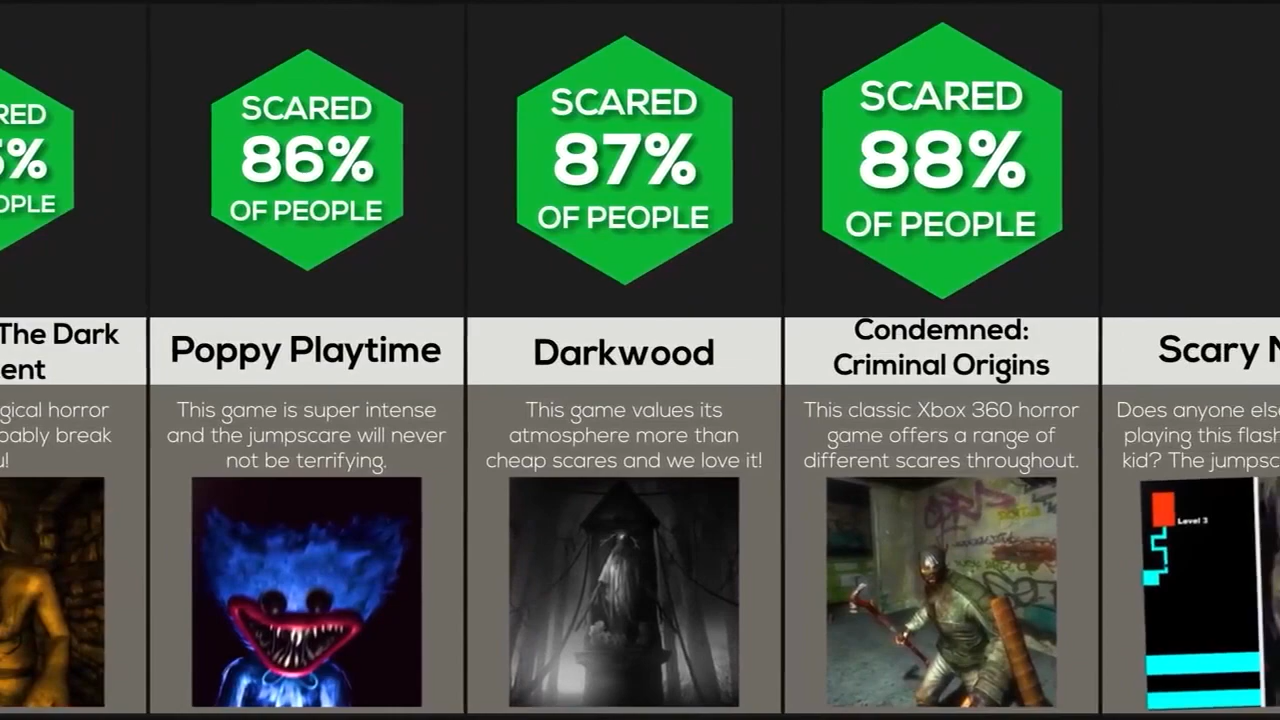 OF PEOPLE
The Dark
SCARED
86%
OF PEOPLE
Poppy Playtime
This game is super intense
and the jumpscare will never
not be terrifying.
SCARED
87%
OF PEOPLE
Darkwood
This game values its
atmosphere more than
cheap scares and we love it!
SCARED
88%
OF PEOPLE
Condemned:
Criminal Origins
This classic Xbox 360 horror
game offers a range of
different scares throughout.
Scary
Does anyone
playing this
kid? The
Level 3